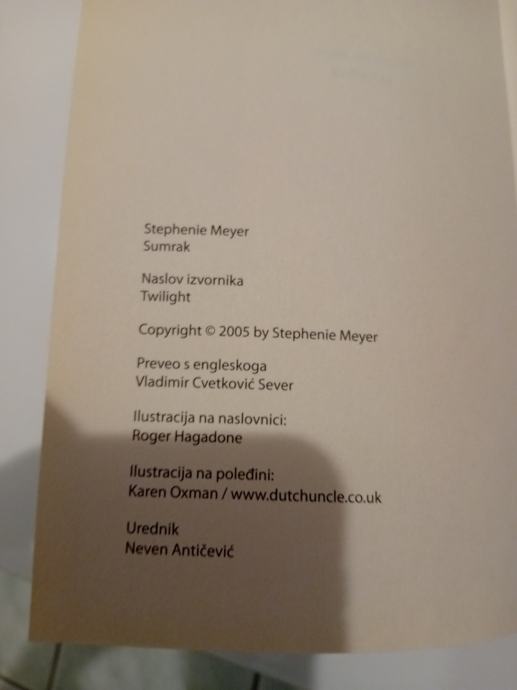 Stephenie Meyer
Sumrak
Naslov izvornika
Twilight
Copyright © 2005 by Stephenie Meyer
Preveo s engleskoga
Vladimir Cvetković Sever
Ilustracija na naslovnici:
Roger Hagadone
Ilustracija na poleđini:
Karen Oxman / www.dutchuncle.co.uk
Urednik
Neven Antičević